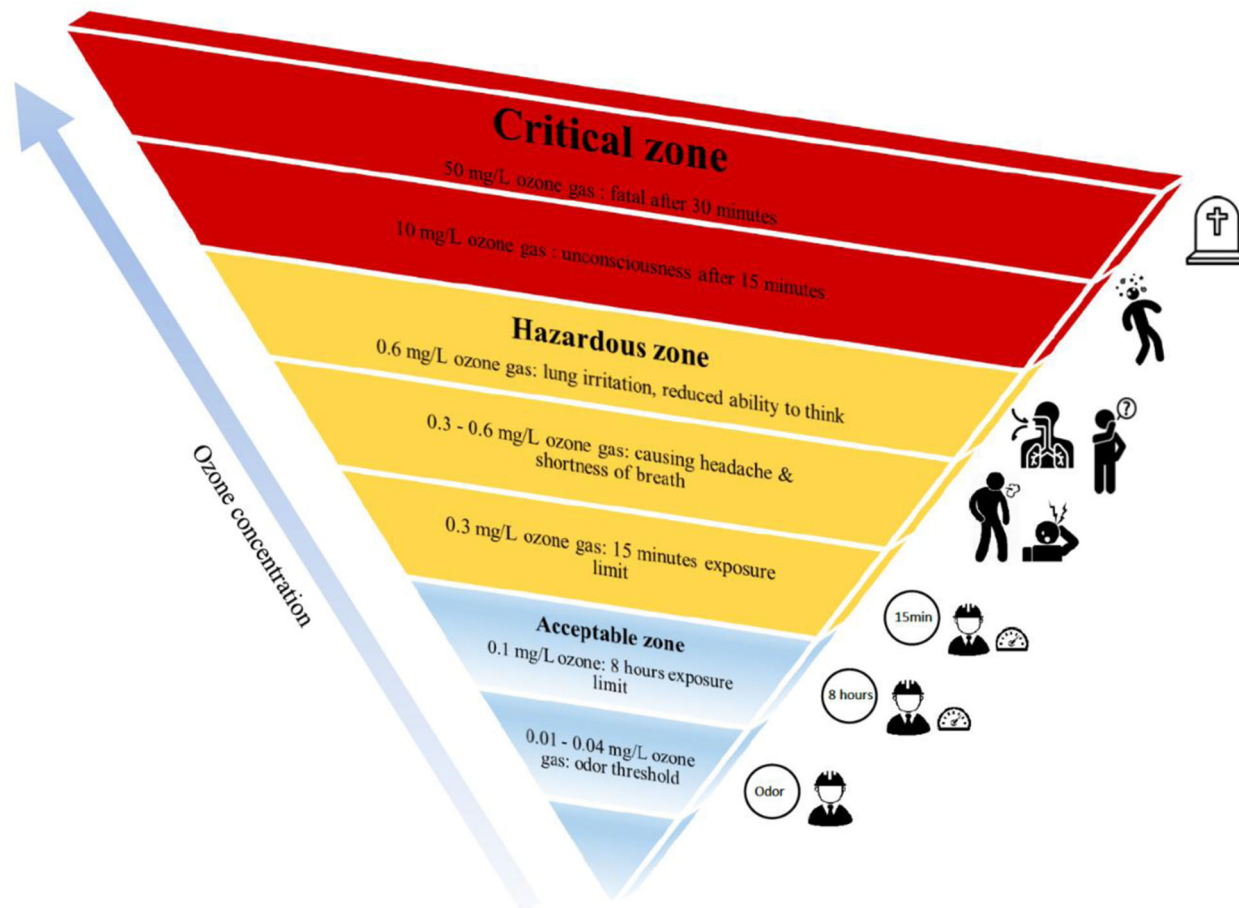 Critical zone
50 mg/L ozone gas : fatal after 30 minutes
10 mg/L ozone gas : unconsciousness after 15 minutes
Hazardous zone
0.6 mg/L ozone gas: lung irritation, reduced ability to think
0.3 - 0.6 mg/L ozone gas: causing headache &
shortness of breath
0.3 mg/L ozone gas: 15 minutes exposure
limit
Acceptable zone
0.1 mg/L ozone: 8 hours exposure
limit
0.01 - 0.04 mg/L ozone
gas: odor threshold
Ozone concentration
?
15min
8 hours
Odor